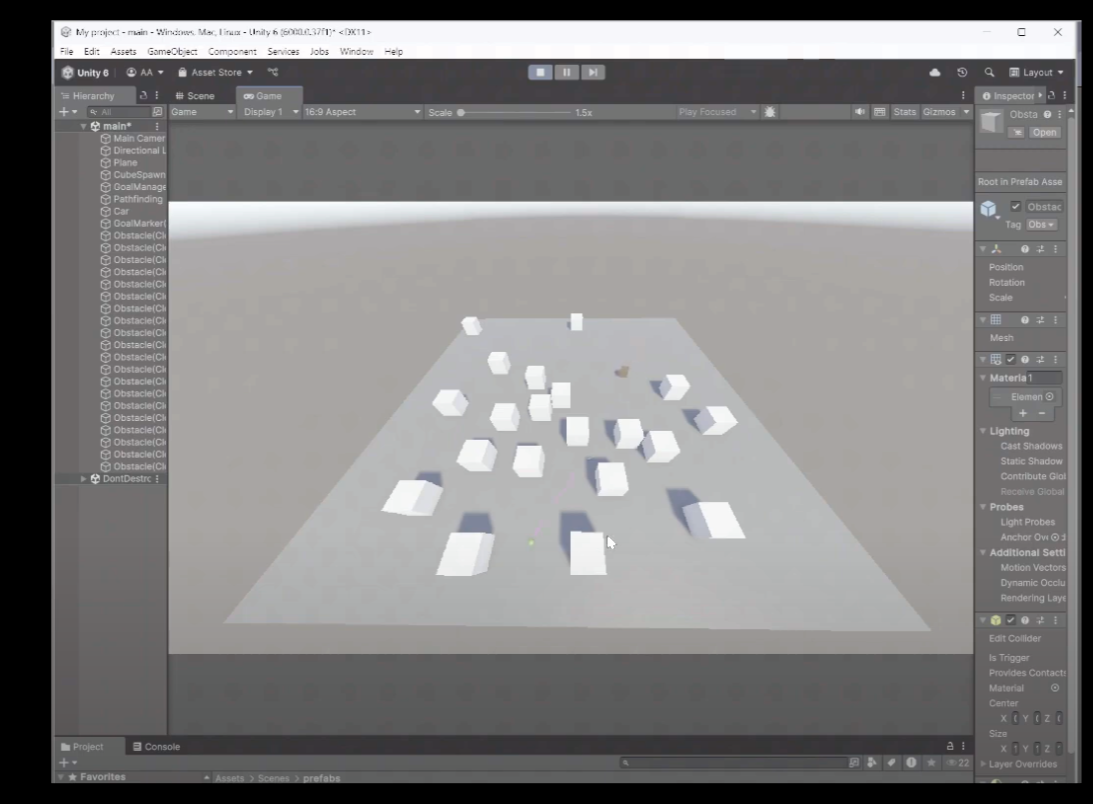 My project - main - Windows, Mac, Linux - Unity 6 (6000.0.37f1)* <DX11>
File Edit Assets GameObject Component Services Jobs Window Help
Unity 6 AA Asset Store Layout
Hierarchy Scene Game Inspector
All Game Display 1 16:9 Aspect Scale 1.5x Play Focused Stats Gizmos
Obsta
main*
Open
Main Camer
Directional L
Plane
CubeSpawn
GoalManage
Root in Prefab Asse
Pathfinding
Car
Obstac
GoalMarker(
Tag Obs
Obstacle(Cl
Obstacle(Cl
Obstacle(Cl
Position
Obstacle(Cl
Rotation
Obstacle(Cl
Scale
Obstacle(Cl
Obstacle(Cl
Obstacle(Cl
Obstacle(Cl
Mesh
Obstacle(Cl
Obstacle(Cl
Obstacle(Cl
Materia 1
Obstacle(Cl
Elemen
Obstacle(Cl
Obstacle(Cl
Obstacle(Cl
Lighting
Obstacle(Cl
Cast Shadows
Obstacle(Cl
Static Shadow
Obstacle(Cl
Contribute Glol
Obstacle(Cl
DontDestrc
Receive Global
Probes
Light Probes
Anchor Ove
Additional Setti
Motion Vectors
Dynamic Occlu
Rendering Laye
Edit Collider
Is Trigger
Provides Contacts
Material
Center
X Y Z
Size
Project Console
X 1 Y 1 Z 1
22
Layer Overrides
Favorites Assets > Scenes > prefabs